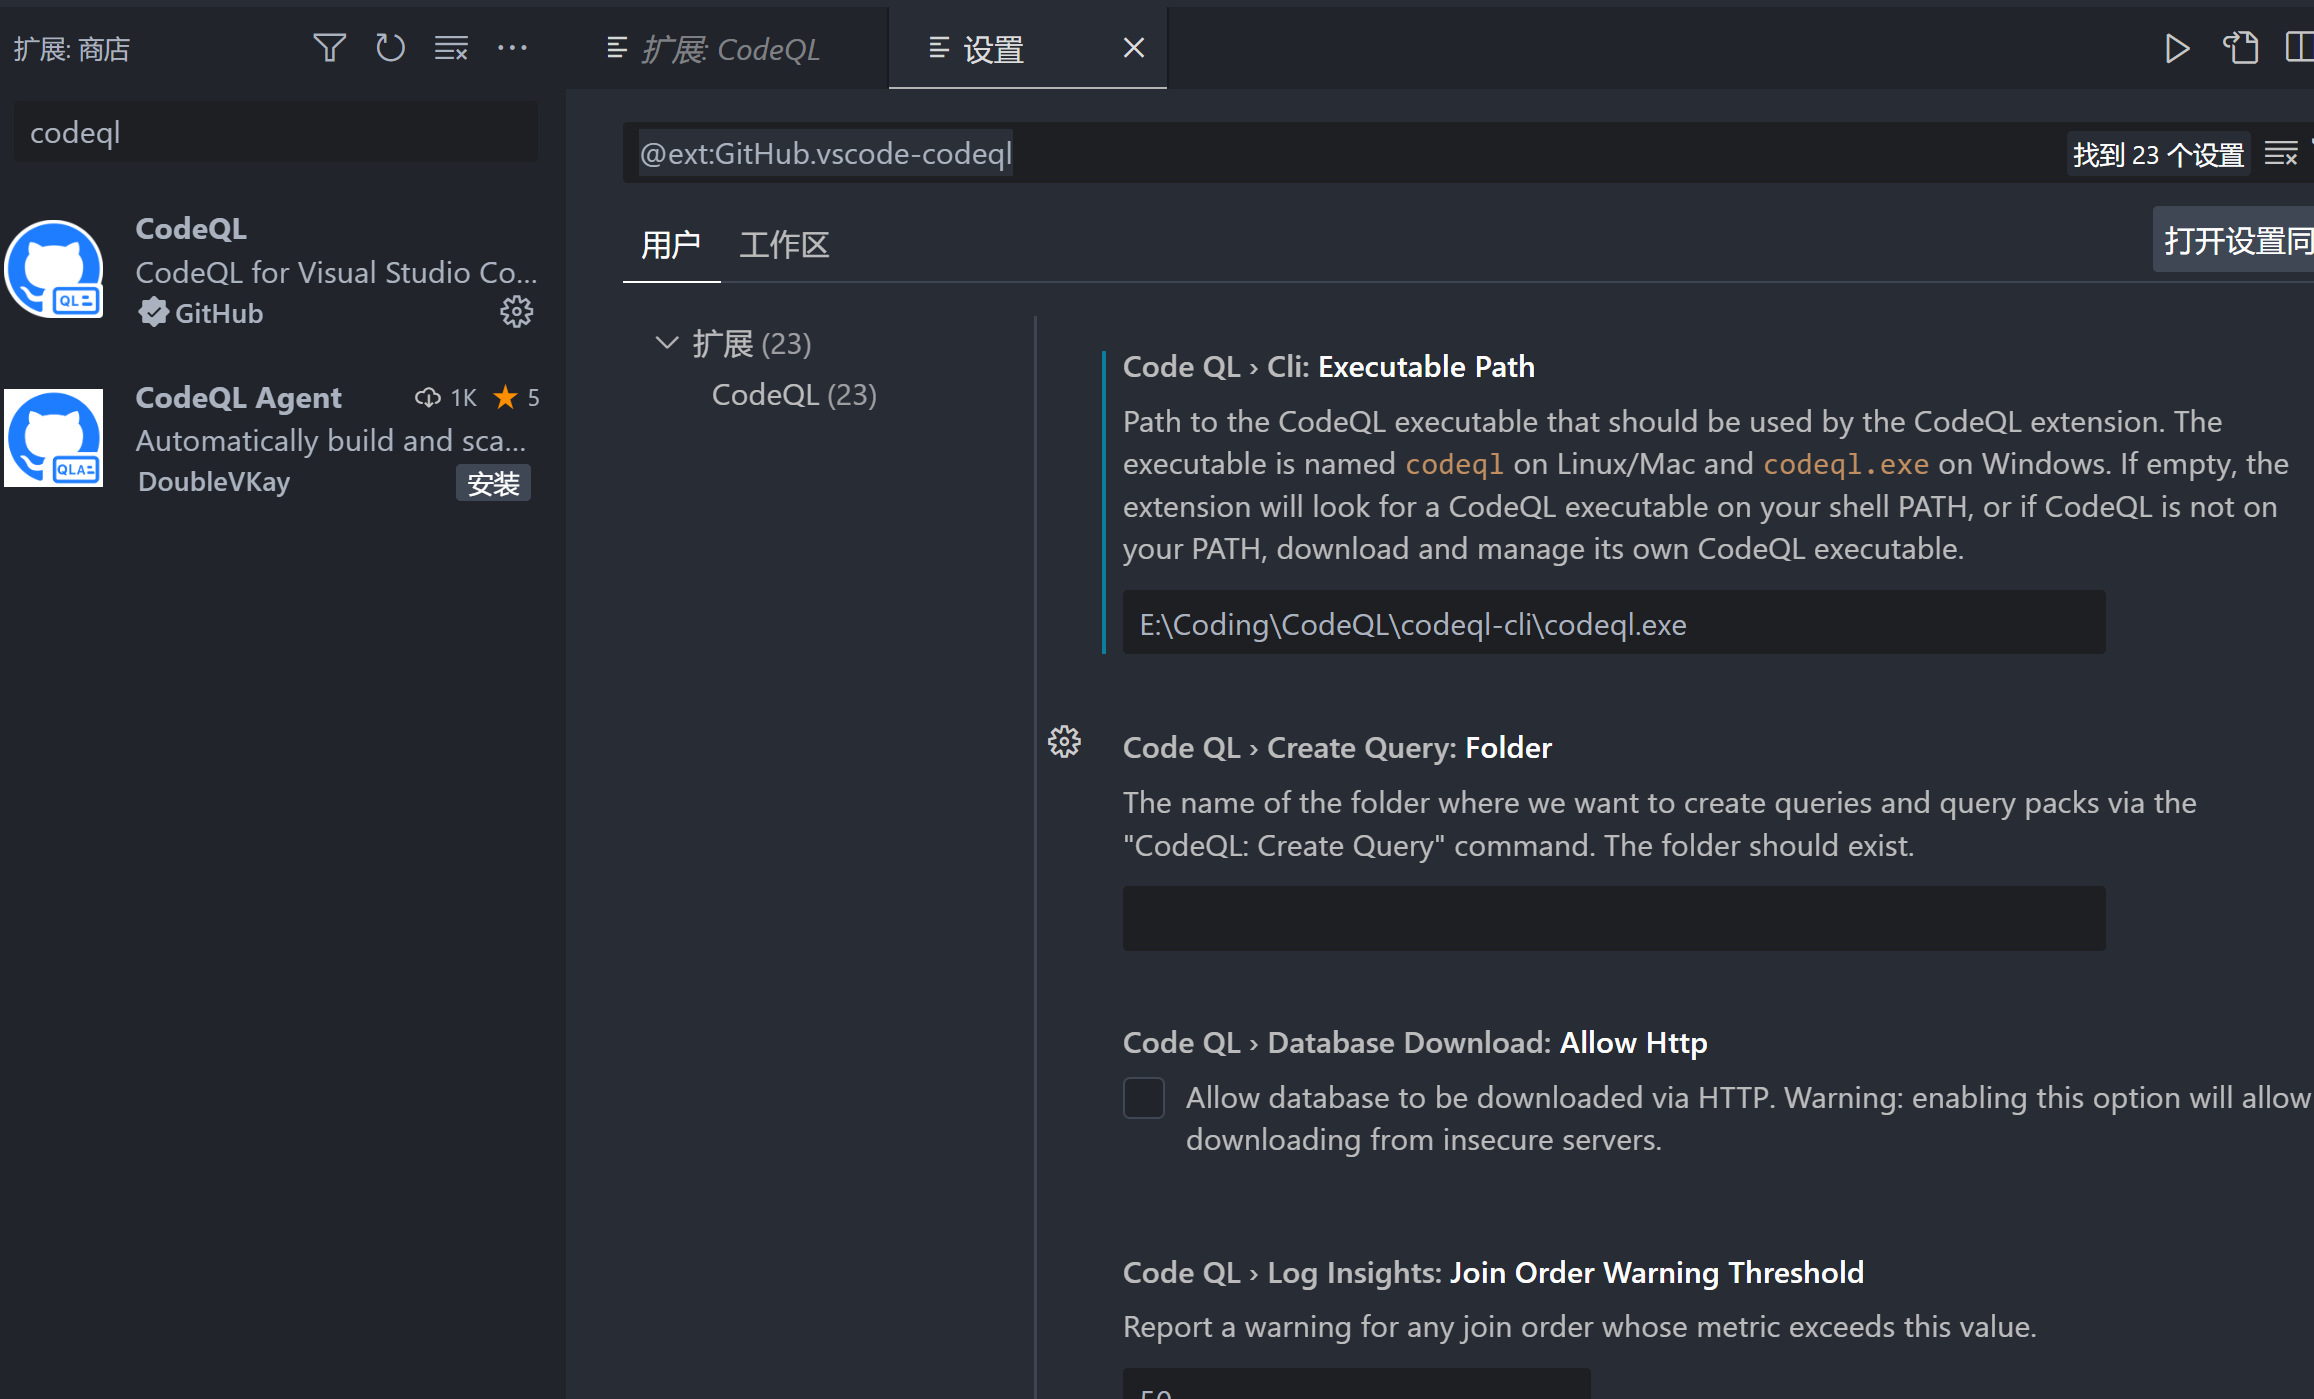 扩展: 商店
codeql
CodeQL
CodeQL for Visual Studio Co...
GitHub
CodeQL Agent 1K 5
Automatically build and sca...
DoubleVKay
安装
扩展: CodeQL
设置
@ext:GitHub.vscode-codeql
找到 23 个设置
用户 工作区
打开设置同
扩展 (23)
CodeQL (23)
Code QL › Cli: Executable Path
Path to the CodeQL executable that should be used by the CodeQL extension. The
executable is named codeql on Linux/Mac and codeql.exe on Windows. If empty, the
extension will look for a CodeQL executable on your shell PATH, or if CodeQL is not on
your PATH, download and manage its own CodeQL executable.
E:\Coding\CodeQL\codeql-cli\codeql.exe
Code QL › Create Query: Folder
The name of the folder where we want to create queries and query packs via the
"CodeQL: Create Query" command. The folder should exist.
Code QL › Database Download: Allow Http
Allow database to be downloaded via HTTP. Warning: enabling this option will allow
downloading from insecure servers.
Code QL › Log Insights: Join Order Warning Threshold
Report a warning for any join order whose metric exceeds this value.
50